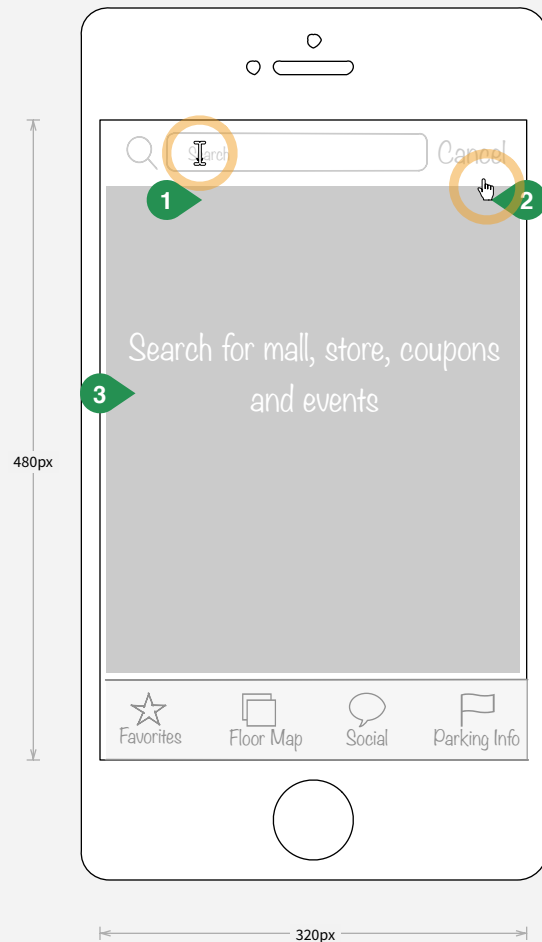 Search
Cancel
1
2
Search for mall, store, coupons
and events
3
480px
Favorites
Floor Map
Social
Parking Info
320px